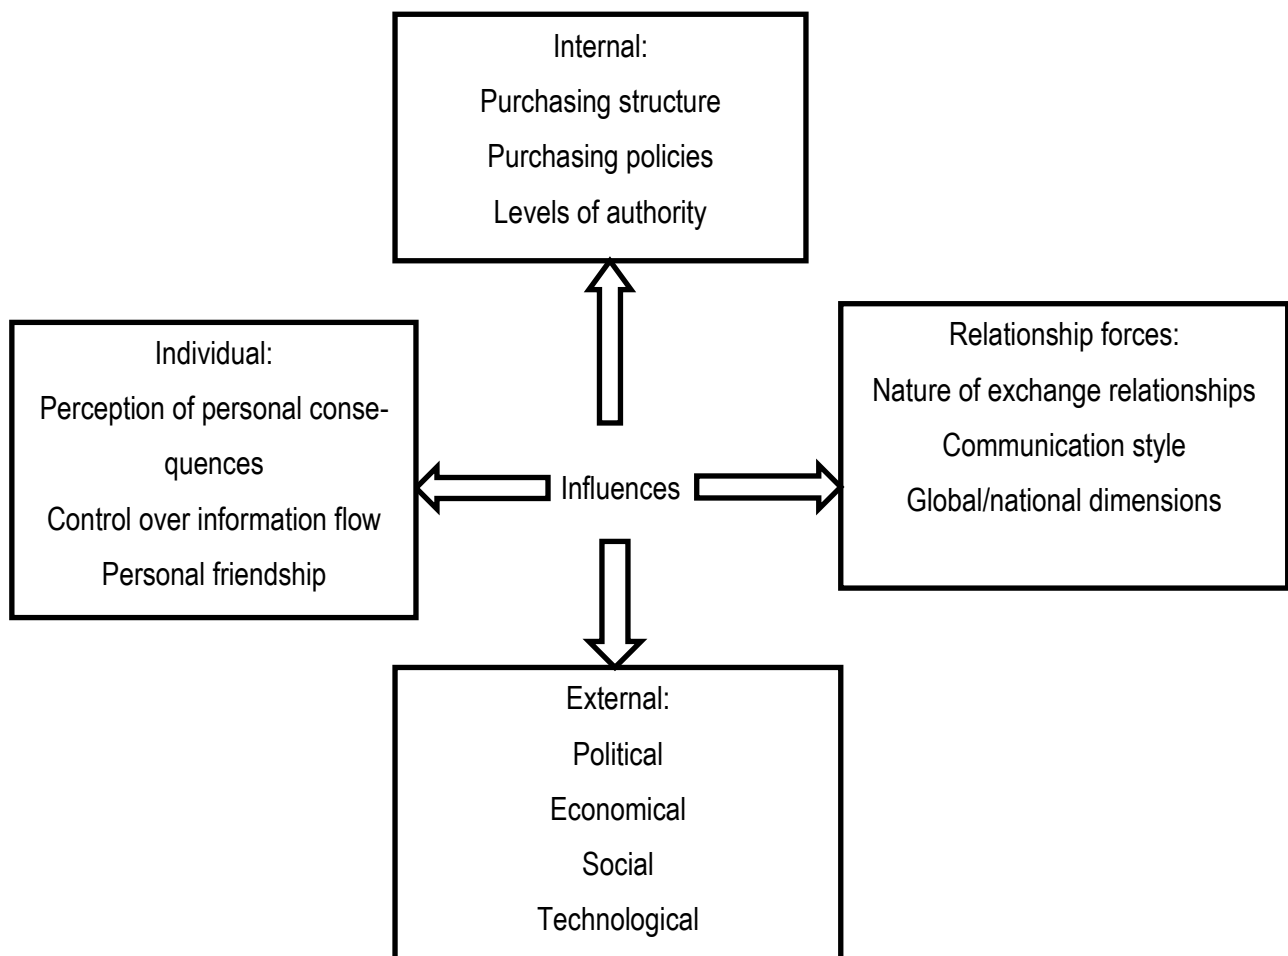 Internal:
Purchasing structure
Purchasing policies
Levels of authority
Individual:
Perception of personal conse-
quences
Control over information flow
Personal friendship
Influences
Relationship forces:
Nature of exchange relationships
Communication style
Global/national dimensions
External:
Political
Economical
Social
Technological